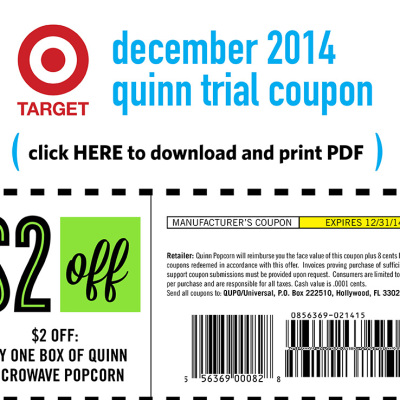 TARGET
december 2014
quinn trial coupon
( click HERE to download and print PDF )
$2 off
$2 OFF:
Y ONE BOX OF QUINN
CROWAVE POPCORN
MANUFACTURER'S COUPON EXPIRES 12/31/14
Retailer: Quinn Popcorn will reimburse you the face value of this coupon plus 8 cents
coupons redeemed in accordance with this offer. Invoices proving purchase of suffici
support coupon submissions must be provided upon request. Consumers are limited to
per purchase and are responsible for all taxes. Cash value is .0001 cents.
Send all coupons to: QUPO/Universal, P.O. Box 222510, Hollywood, FL 3302
0856369-021415
5 56369 00082 8